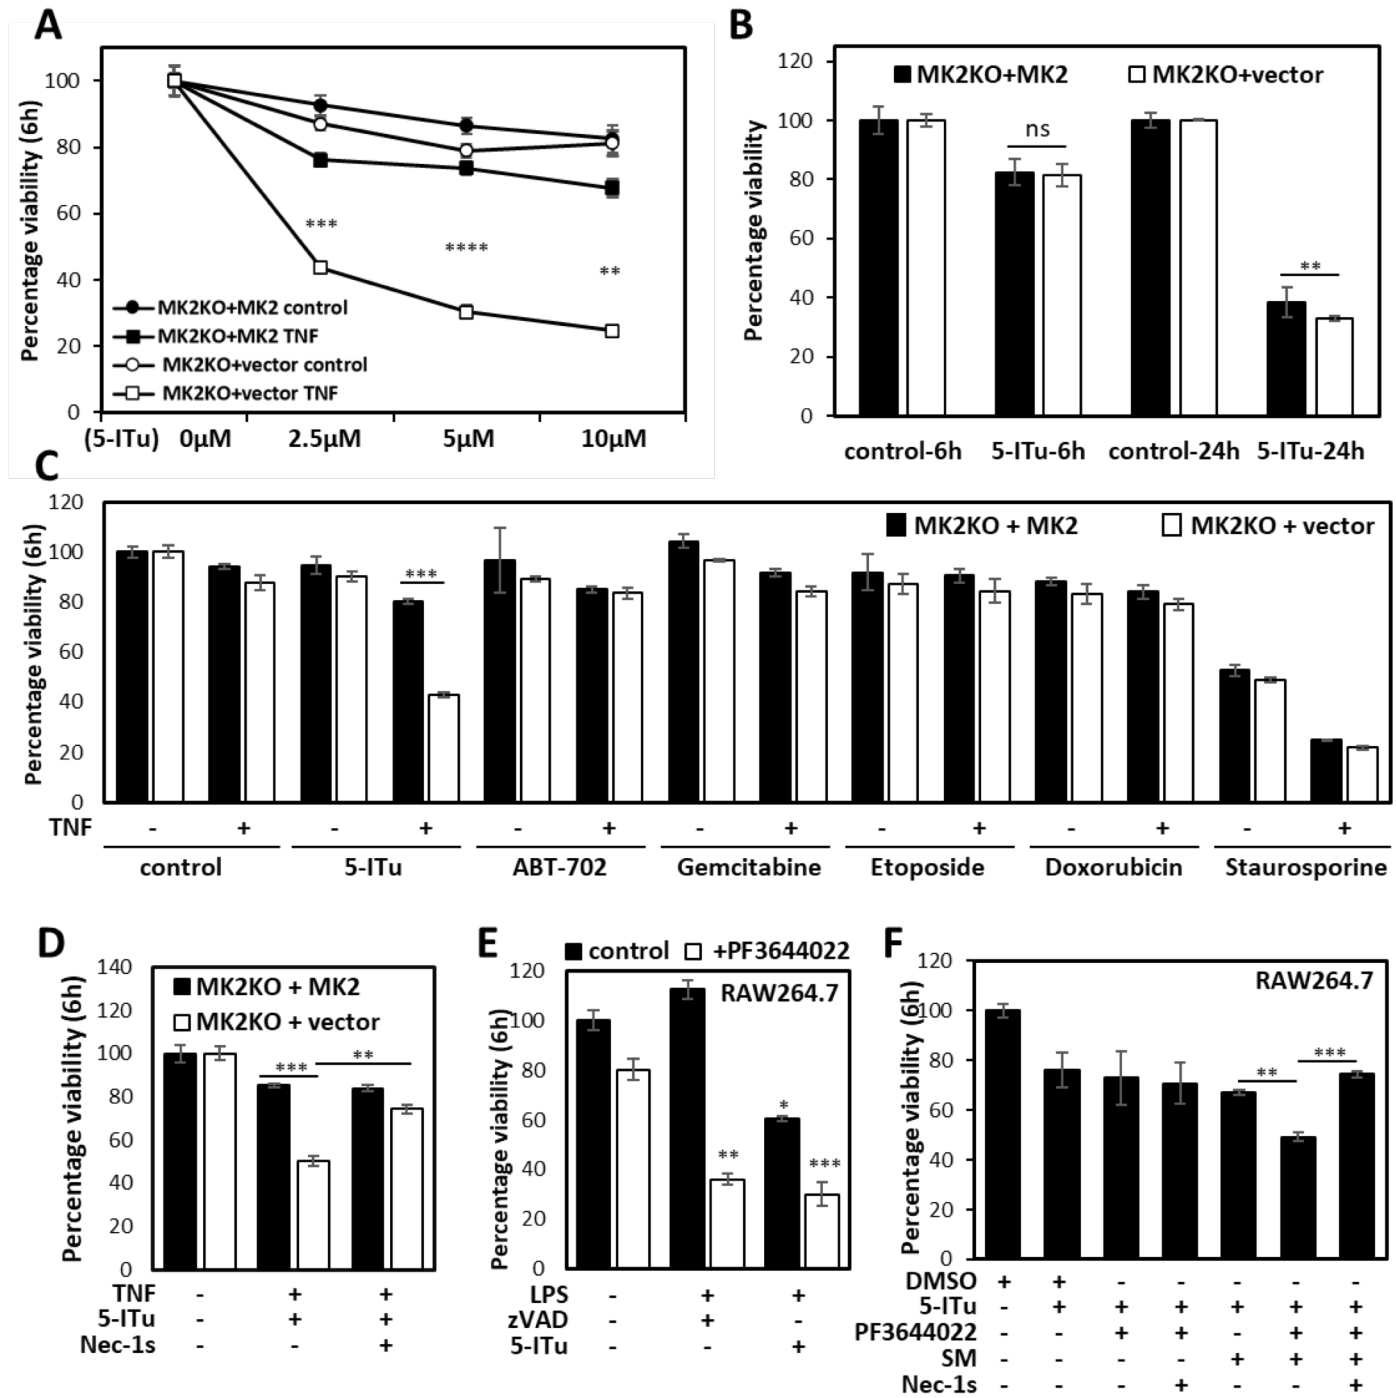 A
Percentage viability (6h)
100
80
60
40
20
0
***
****
**
MK2KO+MK2 control
MK2KO+MK2 TNF
MK2KO+vector control
MK2KO+vector TNF
(5-ITu) 0µM 2.5µM 5µM 10µM
B
Percentage viability
120
100
80
60
40
20
0
MK2KO+MK2 MK2KO+vector
ns
**
control-6h 5-ITu-6h control-24h 5-ITu-24h
C
Percentage viability (6h)
120
100
80
60
40
20
0
MK2KO + MK2 MK2KO + vector
***
TNF - + - + - + - + - + - + - +
control 5-ITu ABT-702 Gemcitabine Etoposide Doxorubicin Staurosporine
D
Percentage viability (6h)
140
120
100
80
60
40
20
0
MK2KO + MK2
MK2KO + vector
*** **
TNF - + +
5-ITu - + +
Nec-1s - - +
E
control +PF3644022
Percentage viability (6h)
120
100
80
60
40
20
0
RAW264.7
** * ***
LPS - + +
zVAD - + -
5-ITu - - +
F
Percentage viability (6h)
120
100
80
60
40
20
0
RAW264.7
** ***
DMSO + + - - - - -
5-ITu - + + + + + +
PF3644022 - - + + - + +
SM - - - - + + +
Nec-1s - - - + - - +